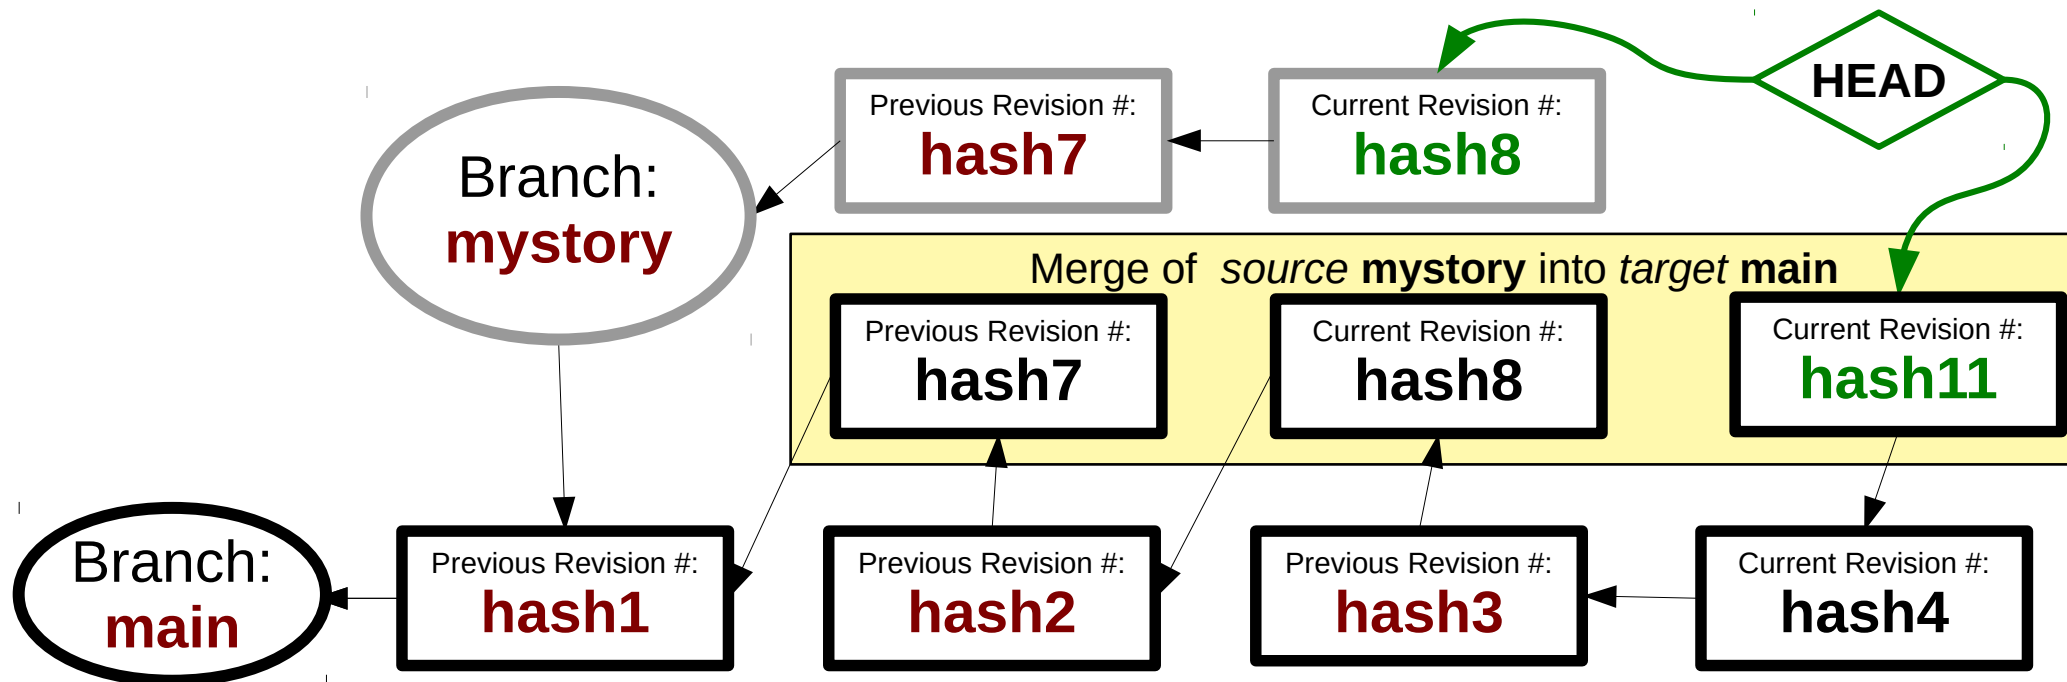 HEAD
Previous Revision #:
hash7
Current Revision #:
hash8
Branch:
mystory
Merge of source mystory into target main
Previous Revision #:
hash7
Current Revision #:
hash8
Current Revision #:
hash11
Branch:
main
Previous Revision #:
hash1
Previous Revision #:
hash2
Previous Revision #:
hash3
Current Revision #:
hash4